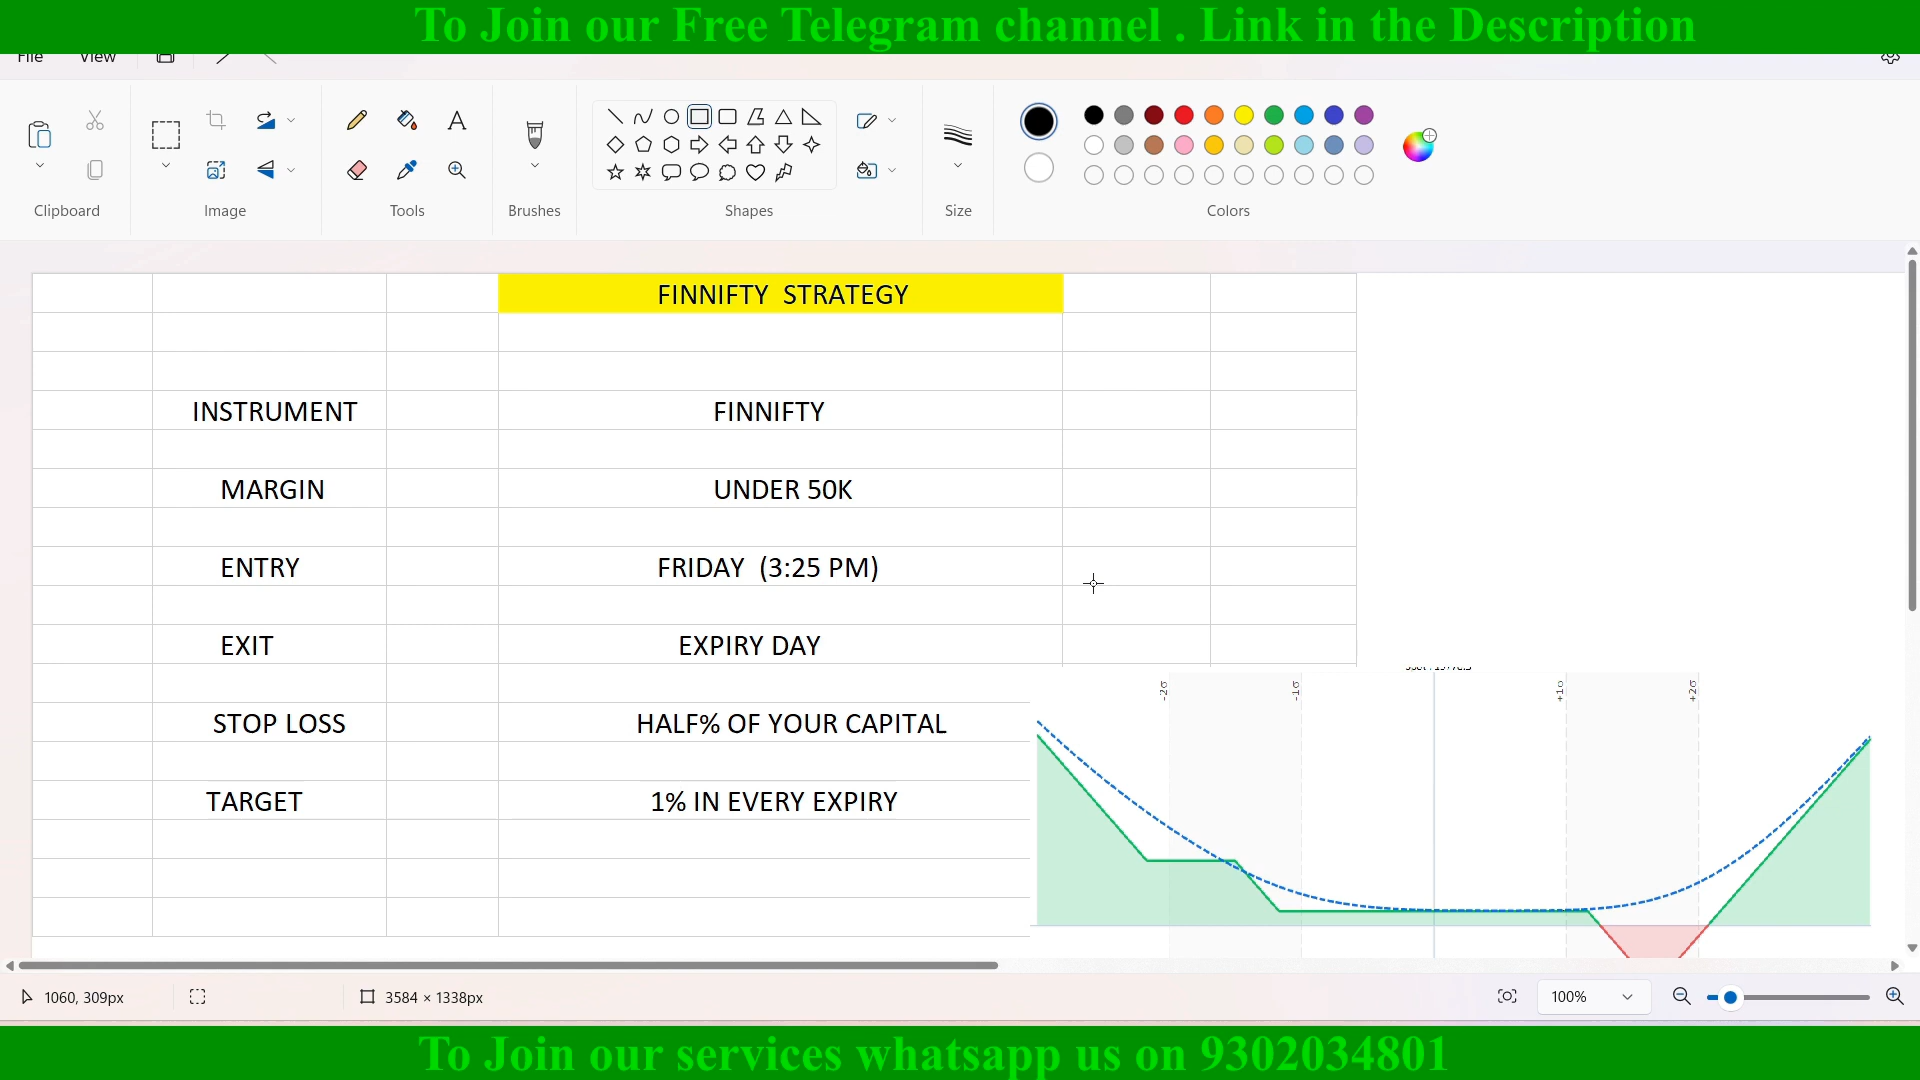 To Join our Free Telegram channel . Link in the Description
File View
Clipboard Image Tools Brushes Shapes Size Colors
FINNIFTY STRATEGY
INSTRUMENT FINNIFTY
MARGIN UNDER 50K
ENTRY FRIDAY (3:25 PM)
EXIT EXPIRY DAY
-2σ -1σ +1σ +2σ
STOP LOSS HALF% OF YOUR CAPITAL
TARGET 1% IN EVERY EXPIRY
1060, 309px 3584 × 1338px 100%
To Join our services whatsapp us on 9302034801